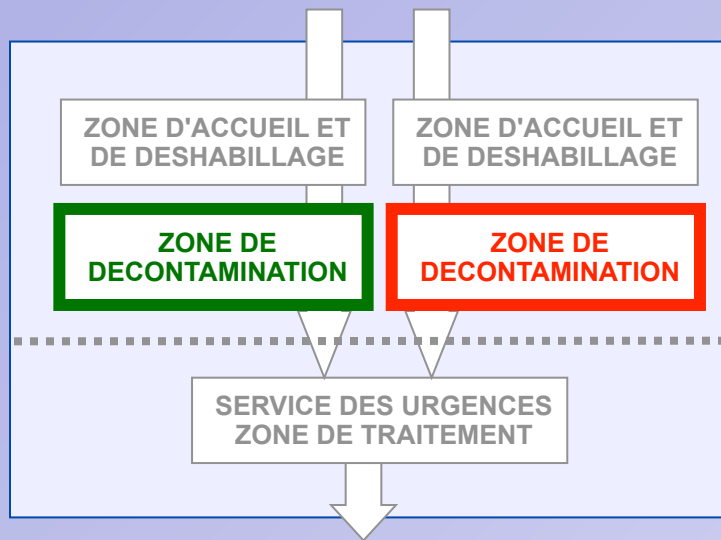 ZONE D'ACCUEIL ET
DE DESHABILLAGE
ZONE D'ACCUEIL ET
DE DESHABILLAGE
ZONE DE
DECONTAMINATION
ZONE DE
DECONTAMINATION
SERVICE DES URGENCES
ZONE DE TRAITEMENT